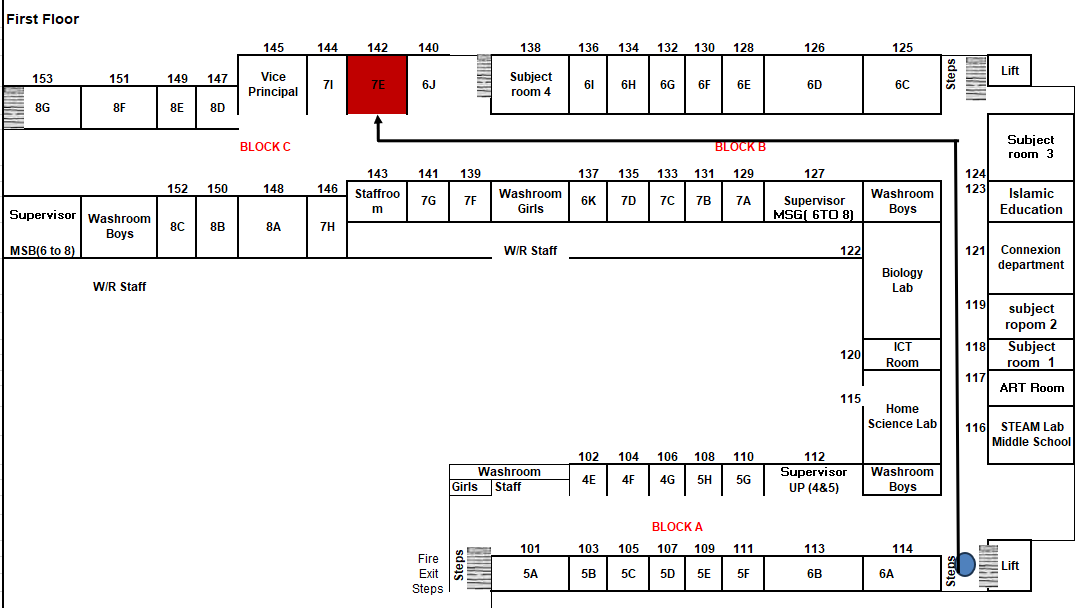 First Floor
145 144 142 140 138 136 134 132 130 128 126 125
153 151 149 147
Vice
Principal
7I 7E 6J
Subject
room 4
6I 6H 6G 6F 6E 6D 6C
Steps
Lift
8G 8F 8E 8D
BLOCK C
BLOCK B
Subject
room 3
124
143 141 139 137 135 133 131 129 127
152 150 148 146
123
Staffroo
m
7G 7F
Washroom
Girls
6K 7D 7C 7B 7A
Supervisor
MSG( 6TO 8)
Washroom
Boys
Islamic
Education
Supervisor
MSB(6 to 8)
Washroom
Boys
8C 8B 8A 7H
W/R Staff
122
121
Connexion
department
W/R Staff
Biology
Lab
119
subject
ropom 2
120
ICT
Room
118
Subject
room 1
117
ART Room
115
Home
Science Lab
116
STEAM Lab
Middle School
102 104 106 108 110 112
Washroom
Girls Staff
4E 4F 4G 5H 5G
Supervisor
UP (4&5)
Washroom
Boys
BLOCK A
101 103 105 107 109 111 113 114
Fire
Exit
Steps
Steps
5A 5B 5C 5D 5E 5F 6B 6A
Steps
Lift